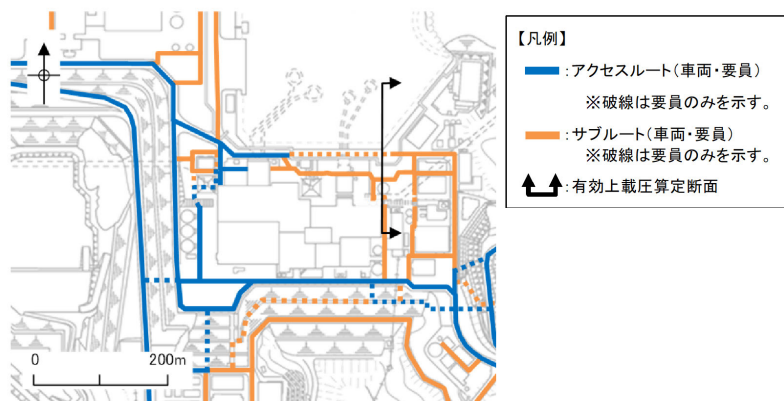 【凡例】
:アクセスルート(車両・要員)
※破線は要員のみを示す。
:サブルート(車両・要員)
※破線は要員のみを示す。
:有効上載圧算定断面
0 200m